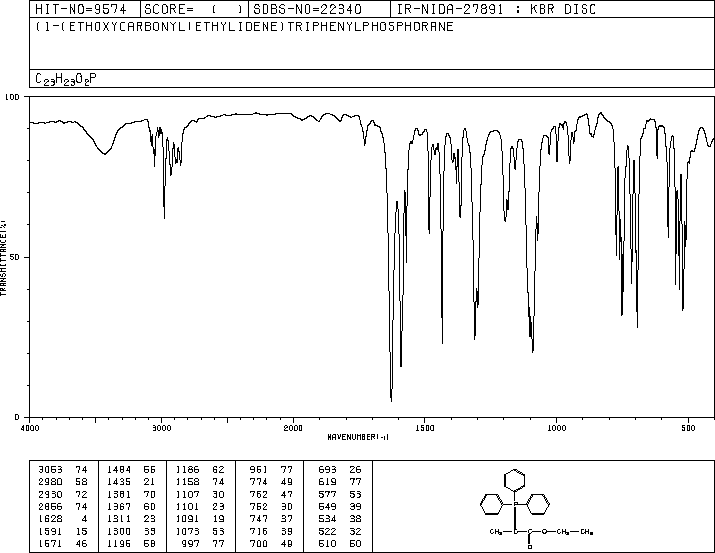 HIT-NO=9574 SCORE= ( ) SDBS-NO=22340 IR-NIDA-27891 : KBR DISC
(1-(ETHOXYCARBONYL)ETHYLIDENE)TRIPHENYLPHOSPHORANE
C23H23O2P
100
50
0
TRANSMITTANCE(%)
4000 3000 2000 1500 1000 500
WAVENUMBER(-1)
3063 74 1484 55 1186 62 961 77 693 26
2980 58 1435 21 1158 74 774 49 619 77
2930 72 1381 70 1107 30 762 47 577 53
2866 74 1367 60 1101 23 752 30 549 39
1628 4 1311 23 1091 19 747 37 534 38
1591 15 1300 33 1073 53 716 39 522 32
1571 46 1196 58 997 77 700 49 510 50
P
CH3 C C O CH2 CH3
O